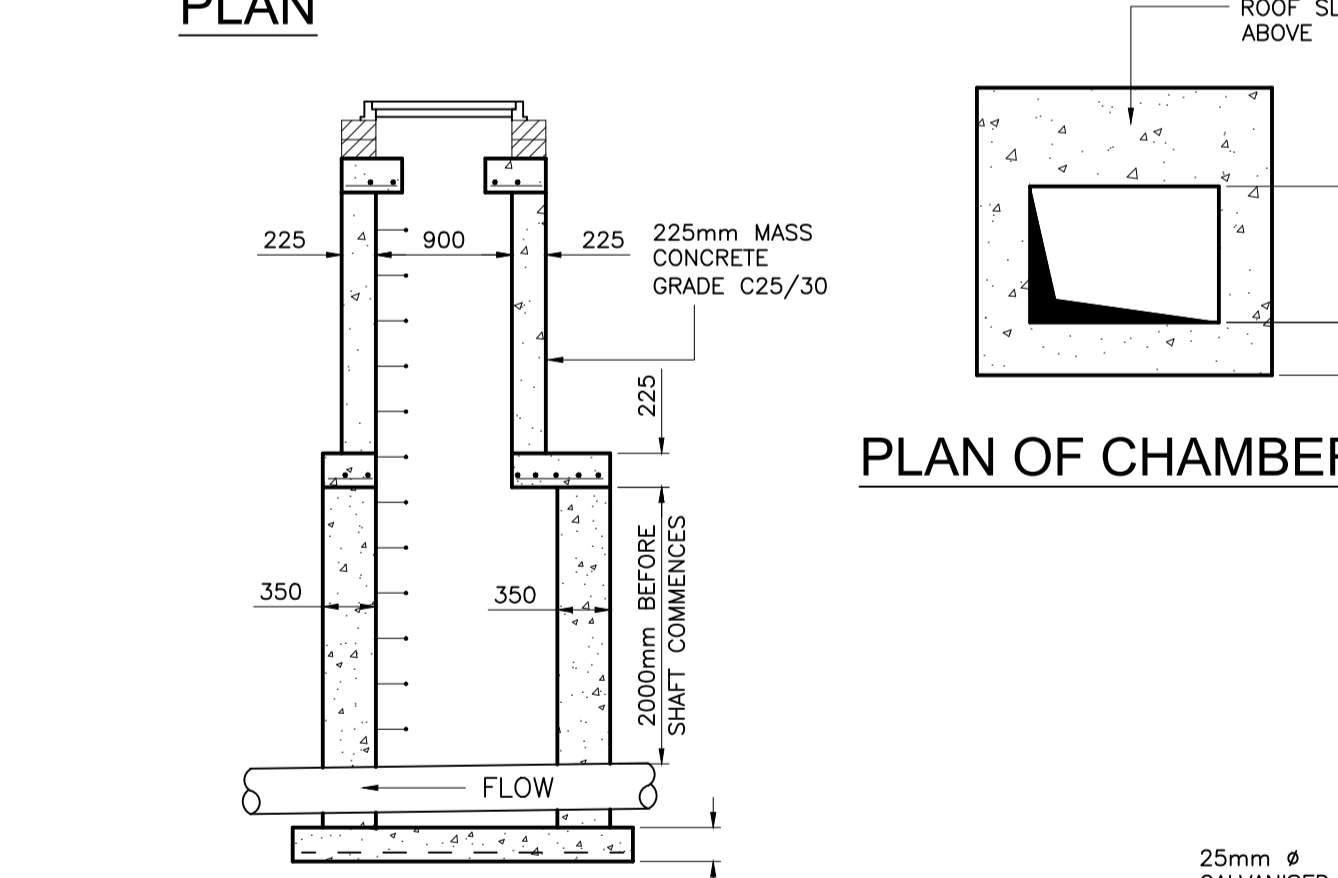 PLAN
ROOF
ABOVE
225
900
225
225mm MASS
CONCRETE
GRADE C25/30
225
PLAN OF CHAMBER
350
350
2000mm BEFORE
SHAFT COMMENCES
FLOW
25mm Ø